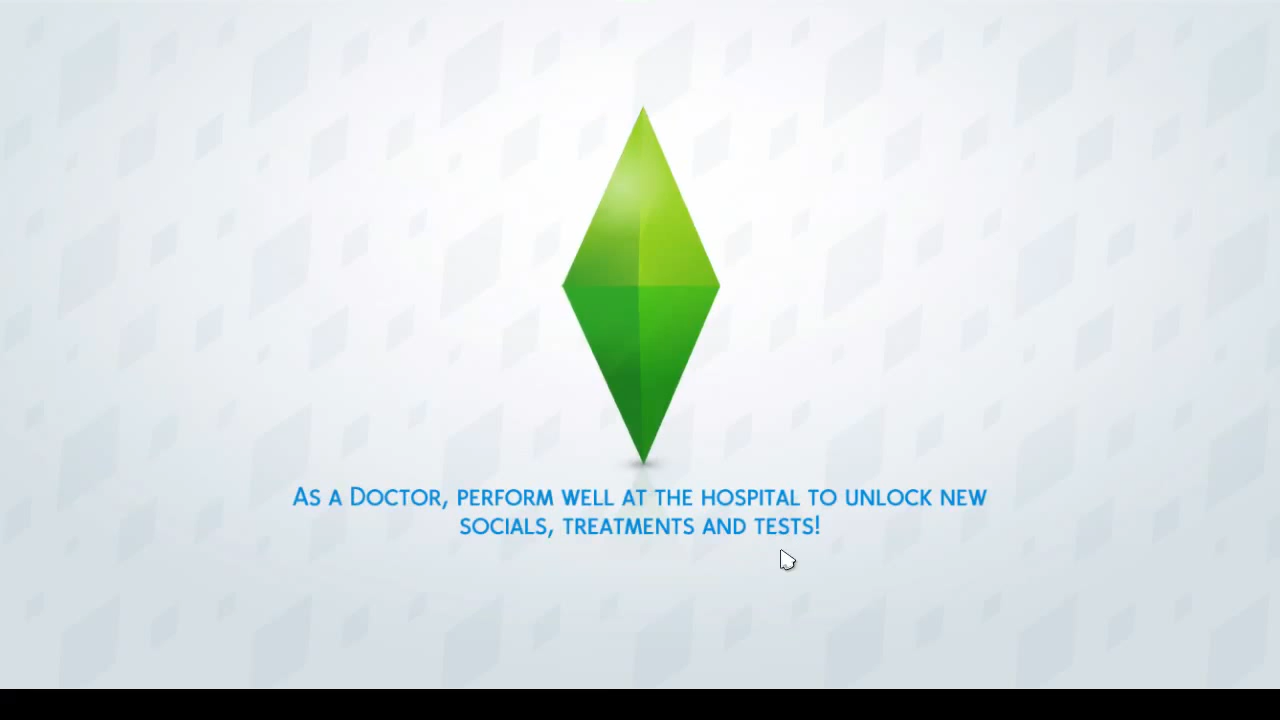 As a Doctor, perform well at the hospital to unlock new
socials, treatments and tests!